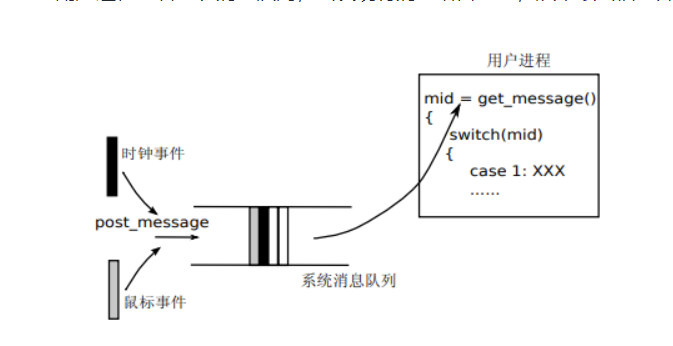 用户进程
mid = get_message()
{
switch(mid)
{
case 1: XXX
......
时钟事件
post_message
鼠标事件
系统消息队列